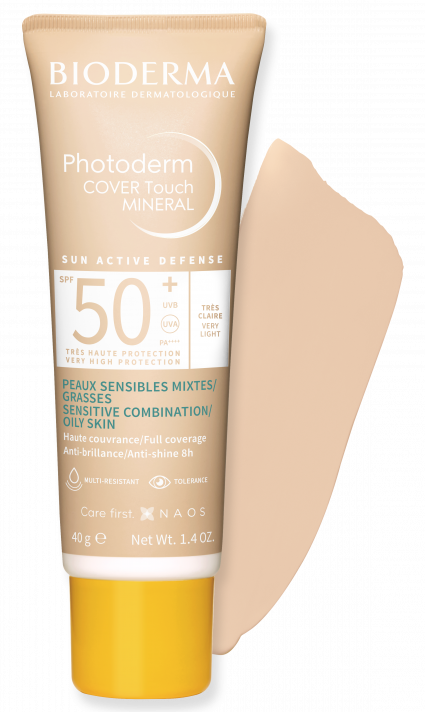 BIODERMA
LABORATOIRE DERMATOLOGIQUE
Photoderm
COVER Touch
MINERAL
SUN ACTIVE DEFENSE
SPF 50+
UVB
UVA
PA++++
TRÈS HAUTE PROTECTION
VERY HIGH PROTECTION
TRÈS
CLAIRE
VERY
LIGHT
PEAUX SENSIBLES MIXTES/
GRASSES
SENSITIVE COMBINATION/
OILY SKIN
Haute couvrance/Full coverage
Anti-brillance/Anti-shine 8h
MULTI-RESISTANT TOLERANCE
Care first. NAOS
40 g ℮ Net Wt. 1.4 OZ.